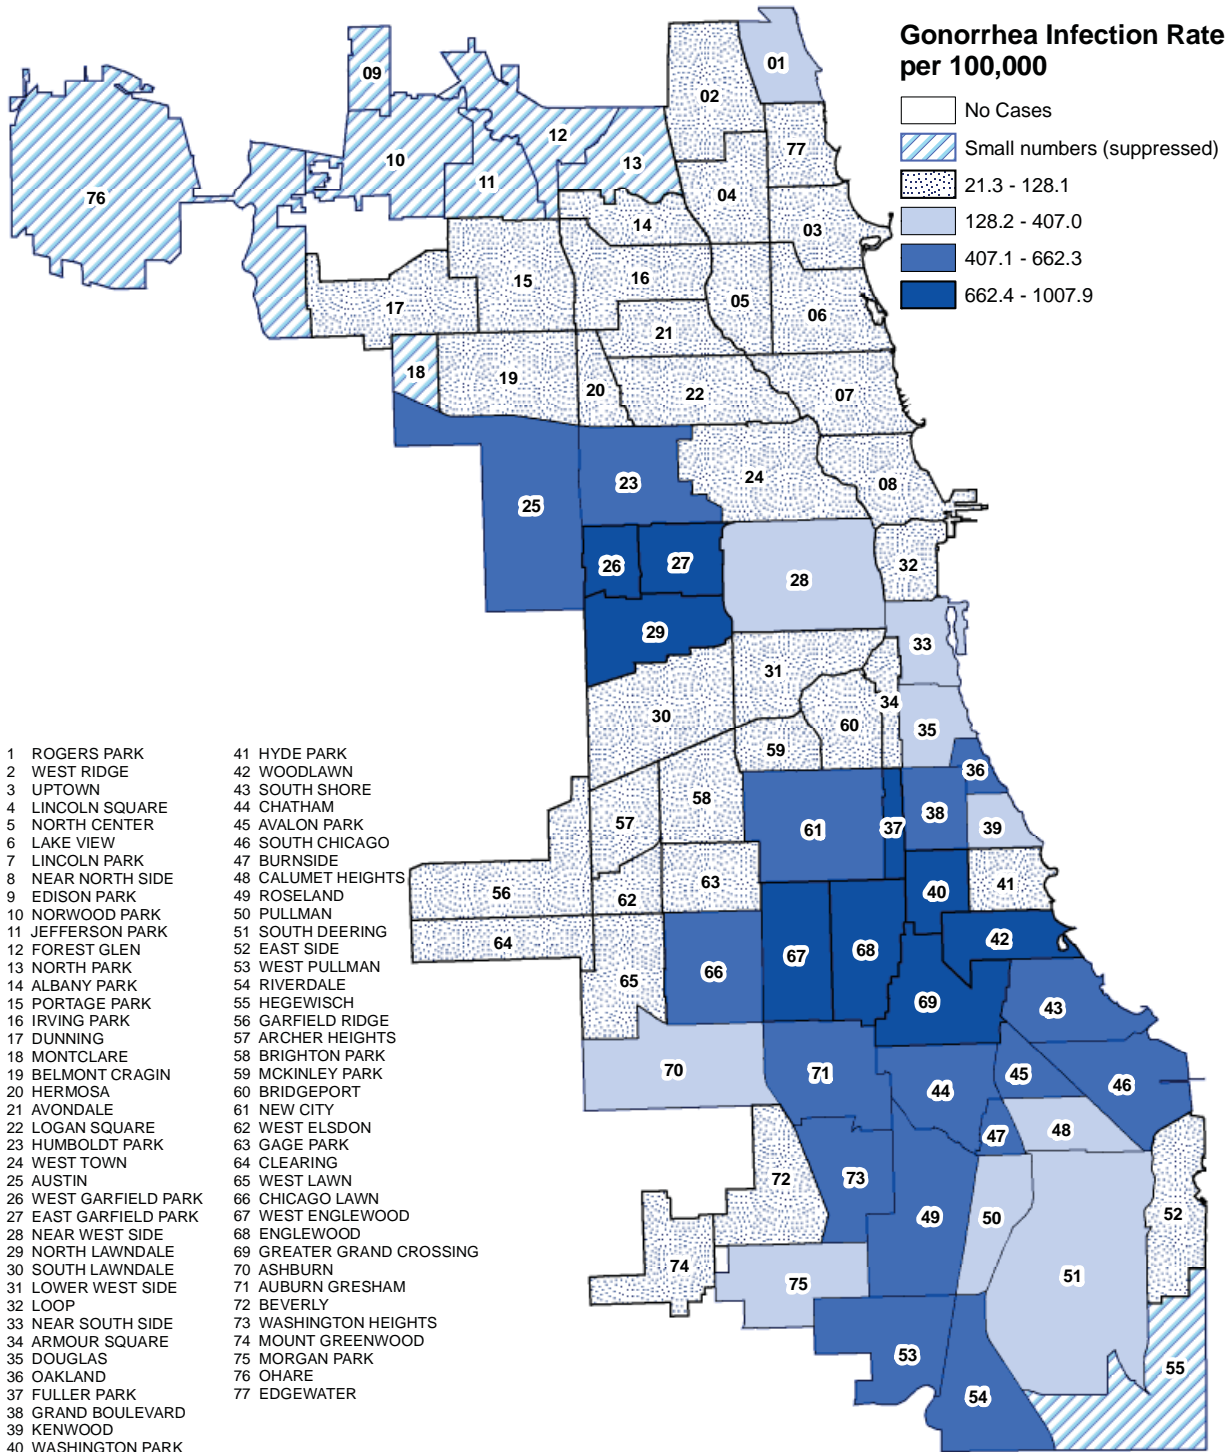 Gonorrhea Infection Rate
per 100,000
No Cases
Small numbers (suppressed)
21.3 - 128.1
128.2 - 407.0
407.1 - 662.3
662.4 - 1007.9
01
09
02
12
77
10
13
11
76
04
14
03
15
16
05
17
06
21
18
19
20
22
07
24
23
08
25
26
27
32
28
29
33
31
34
30
35
60
59
36
58
57
61
37
38
39
63
41
56
62
40
64
42
67
68
66
65
69
43
70
71
45
46
44
47
48
72
73
49
50
52
74
51
75
53
55
54
1 ROGERS PARK
2 WEST RIDGE
3 UPTOWN
4 LINCOLN SQUARE
5 NORTH CENTER
6 LAKE VIEW
7 LINCOLN PARK
8 NEAR NORTH SIDE
9 EDISON PARK
10 NORWOOD PARK
11 JEFFERSON PARK
12 FOREST GLEN
13 NORTH PARK
14 ALBANY PARK
15 PORTAGE PARK
16 IRVING PARK
17 DUNNING
18 MONTCLARE
19 BELMONT CRAGIN
20 HERMOSA
21 AVONDALE
22 LOGAN SQUARE
23 HUMBOLDT PARK
24 WEST TOWN
25 AUSTIN
26 WEST GARFIELD PARK
27 EAST GARFIELD PARK
28 NEAR WEST SIDE
29 NORTH LAWNDALE
30 SOUTH LAWNDALE
31 LOWER WEST SIDE
32 LOOP
33 NEAR SOUTH SIDE
34 ARMOUR SQUARE
35 DOUGLAS
36 OAKLAND
37 FULLER PARK
38 GRAND BOULEVARD
39 KENWOOD
40 WASHINGTON PARK
41 HYDE PARK
42 WOODLAWN
43 SOUTH SHORE
44 CHATHAM
45 AVALON PARK
46 SOUTH CHICAGO
47 BURNSIDE
48 CALUMET HEIGHTS
49 ROSELAND
50 PULLMAN
51 SOUTH DEERING
52 EAST SIDE
53 WEST PULLMAN
54 RIVERDALE
55 HEGEWISCH
56 GARFIELD RIDGE
57 ARCHER HEIGHTS
58 BRIGHTON PARK
59 MCKINLEY PARK
60 BRIDGEPORT
61 NEW CITY
62 WEST ELSDON
63 GAGE PARK
64 CLEARING
65 WEST LAWN
66 CHICAGO LAWN
67 WEST ENGLEWOOD
68 ENGLEWOOD
69 GREATER GRAND CROSSING
70 ASHBURN
71 AUBURN GRESHAM
72 BEVERLY
73 WASHINGTON HEIGHTS
74 MOUNT GREENWOOD
75 MORGAN PARK
76 OHARE
77 EDGEWATER